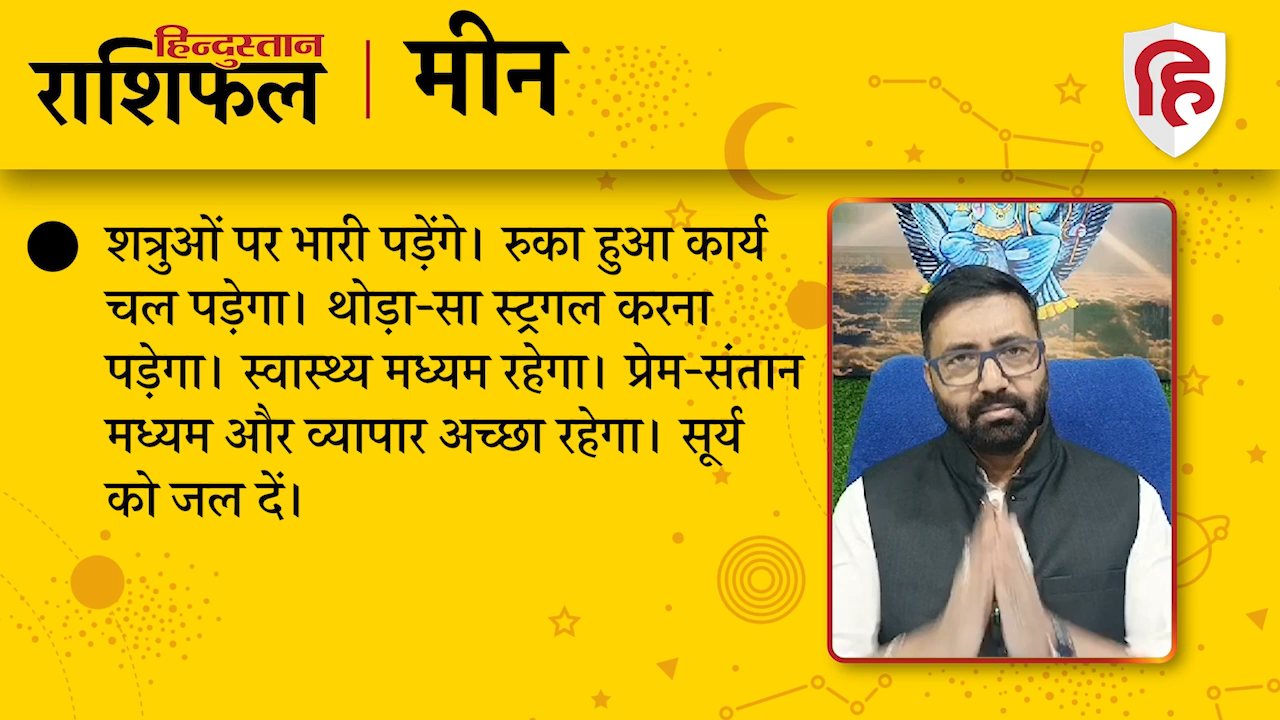 हिन्दुस्तान
राशिफल
मीन
हि
शत्रुओं पर भारी पड़ेंगे। रुका हुआ कार्य
चल पड़ेगा। थोड़ा-सा स्ट्रगल करना
पड़ेगा। स्वास्थ्य मध्यम रहेगा। प्रेम-संतान
मध्यम और व्यापार अच्छा रहेगा। सूर्य
को जल दें।